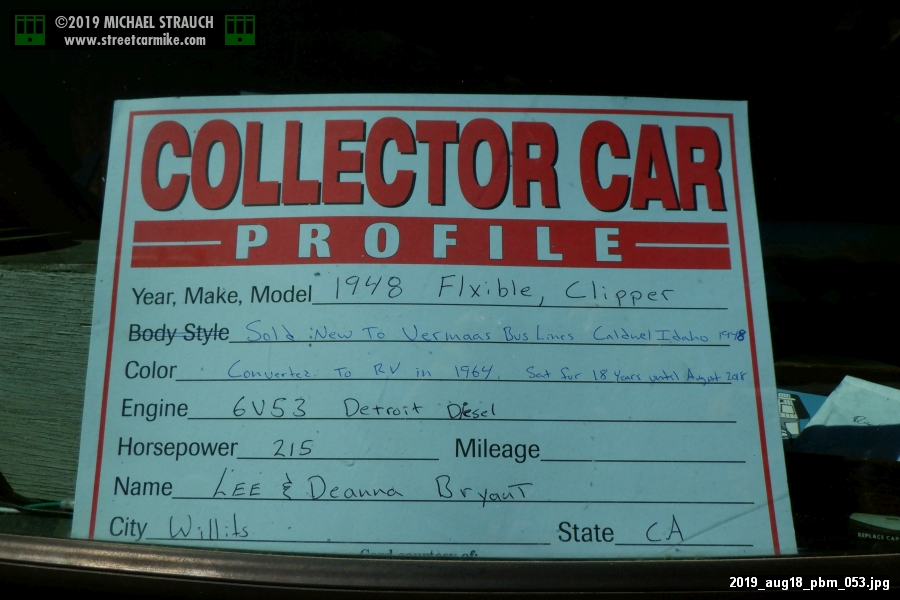 ©2019 MICHAEL STRAUCH
www.streetcarmike.com
COLLECTOR CAR
PROFILE
Year, Make, Model 1948 Flxible, Clipper
Body Style Sold New To Vermaas Bus Lines Caldwel Idaho 1948
Color Converted To RV in 1964. Sat for 18 Years until August 2018
Engine 6V53 Detroit Diesel
Horsepower 215 Mileage
Name LEE & Deanna Bryant
City Willits State CA
REPLACE CA
2019_aug18_pbm_053.jpg